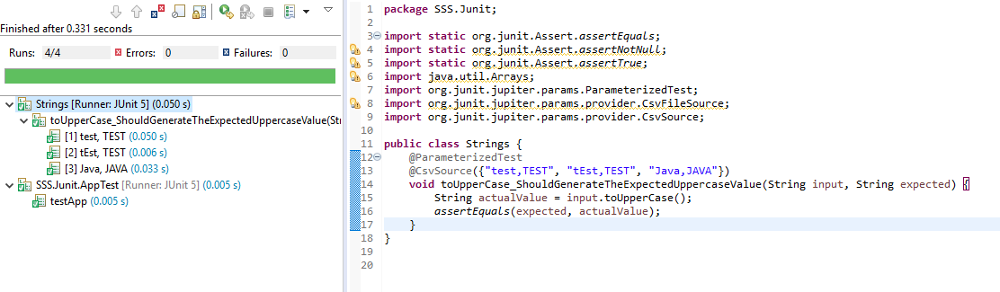 Finished after 0.331 seconds
Runs: 4/4 Errors: 0 Failures: 0
Strings [Runner: JUnit 5] (0.050 s)
toUpperCase_ShouldGenerateTheExpectedUppercaseValue(Str
[1] test, TEST (0.050 s)
[2] tEst, TEST (0.006 s)
[3] Java, JAVA (0.033 s)
SSS.Junit.AppTest [Runner: JUnit 5] (0.005 s)
testApp (0.005 s)
1 package SSS.Junit;
2
3 import static org.junit.Assert.assertEquals;
4 import static org.junit.Assert.assertNotNull;
5 import static org.junit.Assert.assertTrue;
6 import java.util.Arrays;
7 import org.junit.jupiter.params.ParameterizedTest;
8 import org.junit.jupiter.params.provider.CsvFileSource;
9 import org.junit.jupiter.params.provider.CsvSource;
10
11 public class Strings {
12 @ParameterizedTest
13 @CsvSource({"test,TEST", "tEst,TEST", "Java,JAVA"})
14 void toUpperCase_ShouldGenerateTheExpectedUppercaseValue(String input, String expected) {
15 String actualValue = input.toUpperCase();
16 assertEquals(expected, actualValue);
17 }
18 }
19
20